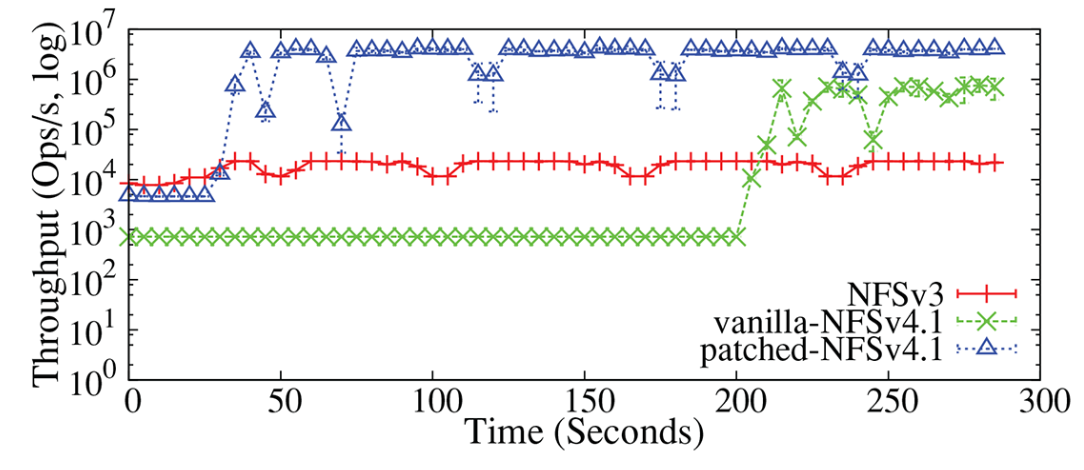 Throughput (Ops/s, log)
10^7
10^6
10^5
10^4
10^3
10^2
10^1
10^0
NFSv3
vanilla-NFSv4.1
patched-NFSv4.1
0 50 100 150 200 250 300
Time (Seconds)